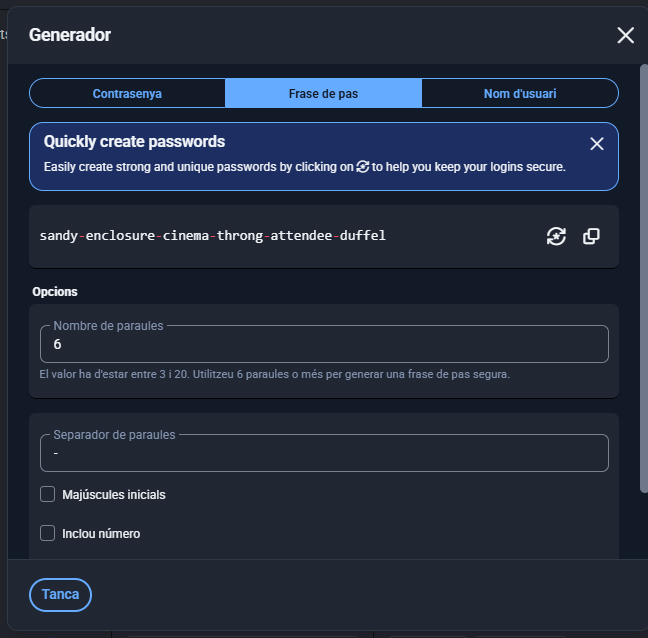 Generador
Contrasenya
Frase de pas
Nom d'usuari
Quickly create passwords
Easily create strong and unique passwords by clicking on to help you keep your logins secure.
sandy-enclosure-cinema-throng-attendee-duffel
Opcions
Nombre de paraules
6
El valor ha d'estar entre 3 i 20. Utilitzeu 6 paraules o més per generar una frase de pas segura.
Separador de paraules
-
Majúscules inicials
Inclou número
Tanca